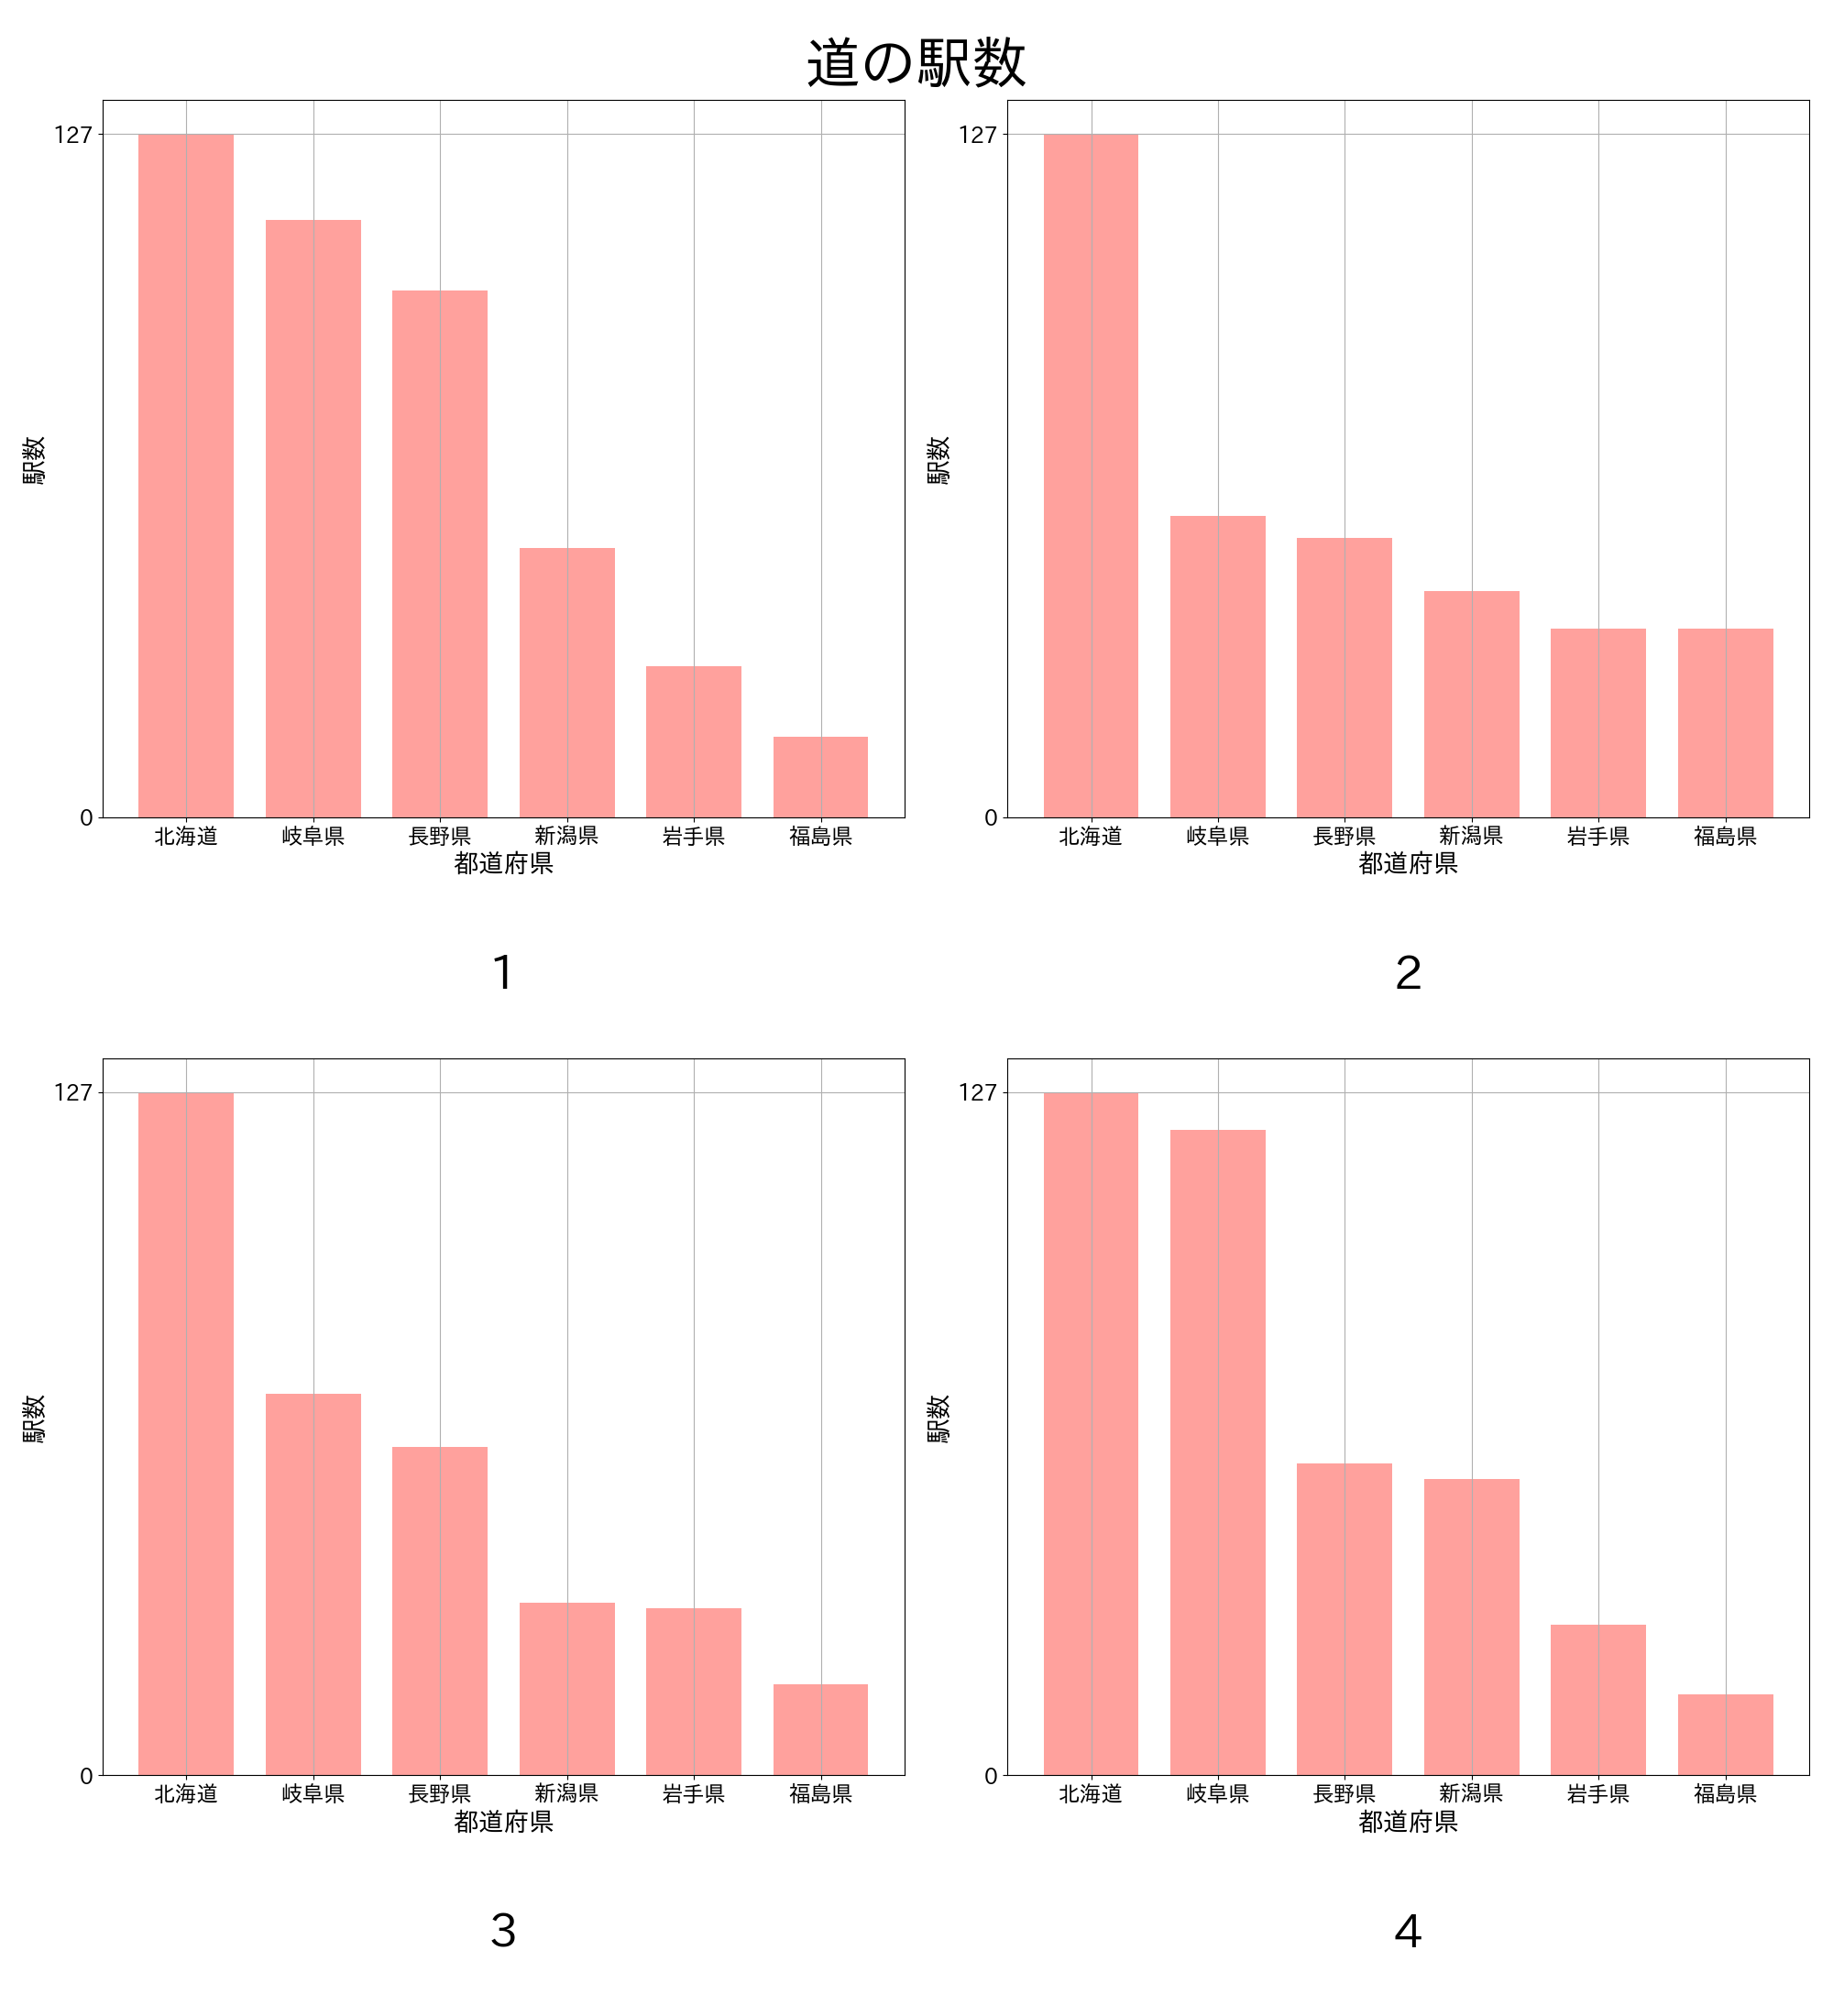 道の駅数
127
0
駅数
北海道 岐阜県 長野県 新潟県 岩手県 福島県
都道府県
1
127
0
駅数
北海道 岐阜県 長野県 新潟県 岩手県 福島県
都道府県
2
127
0
駅数
北海道 岐阜県 長野県 新潟県 岩手県 福島県
都道府県
3
127
0
駅数
北海道 岐阜県 長野県 新潟県 岩手県 福島県
都道府県
4